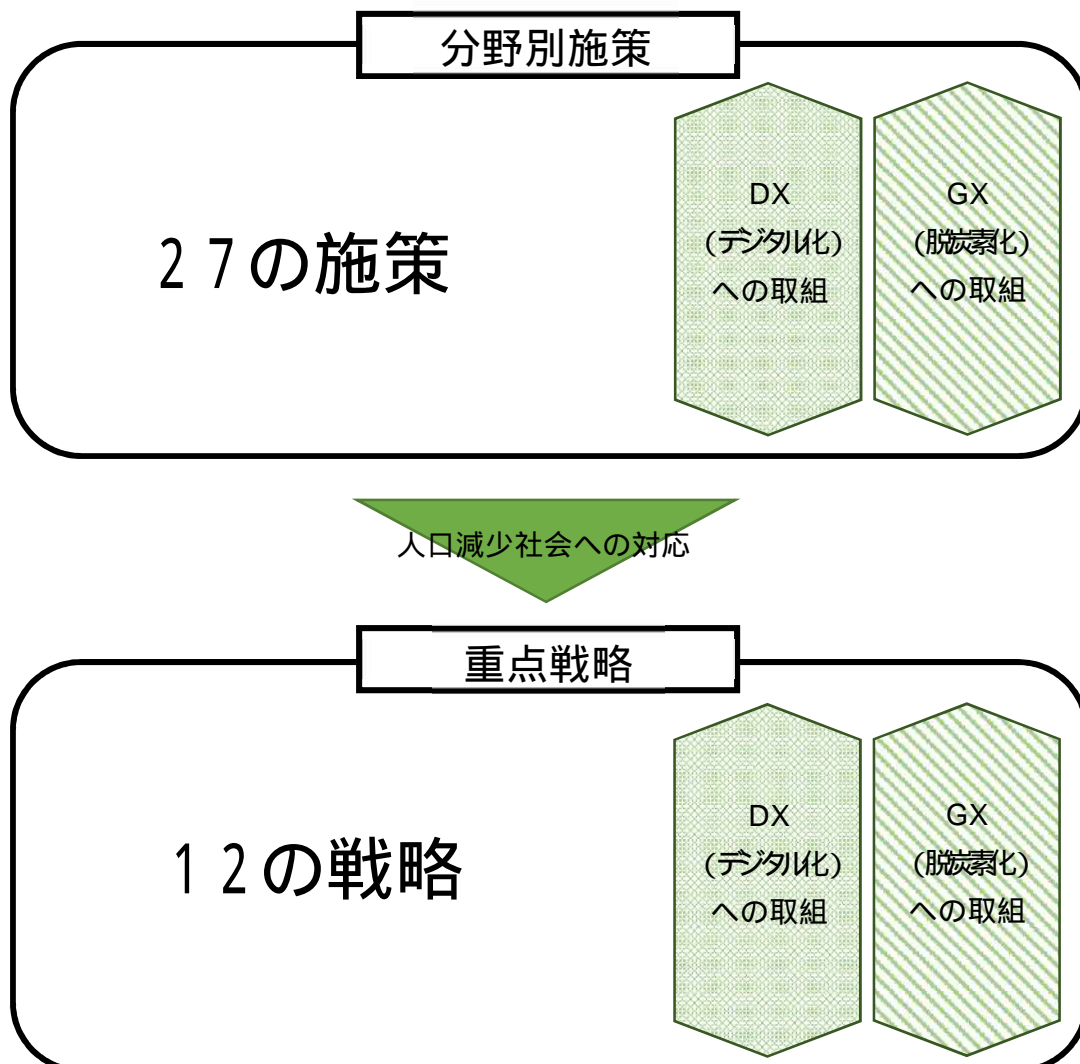 分野別施策
27の施策
DX
(デジタル化)
への取組
GX
(脱炭素化)
への取組
人口減少社会への対応
重点戦略
12の戦略
DX
(デジタル化)
への取組
GX
(脱炭素化)
への取組